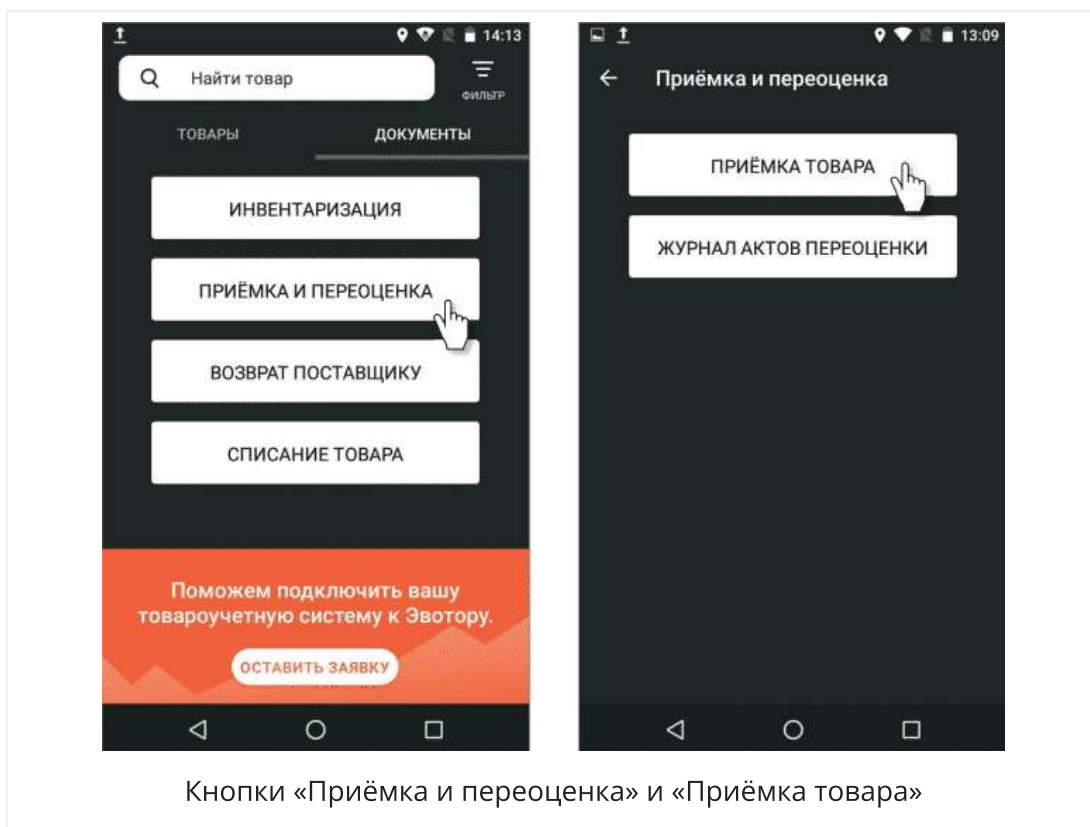 14:13
Найти товар
ФИЛЬТР
ТОВАРЫ
ДОКУМЕНТЫ
ИНВЕНТАРИЗАЦИЯ
ПРИЁМКА И ПЕРЕОЦЕНКА
ВОЗВРАТ ПОСТАВЩИКУ
СПИСАНИЕ ТОВАРА
Поможем подключить вашу
товароучетную систему к Эвотору.
ОСТАВИТЬ ЗАЯВКУ
13:09
Приёмка и переоценка
ПРИЁМКА ТОВАРА
ЖУРНАЛ АКТОВ ПЕРЕОЦЕНКИ
Кнопки «Приёмка и переоценка» и «Приёмка товара»